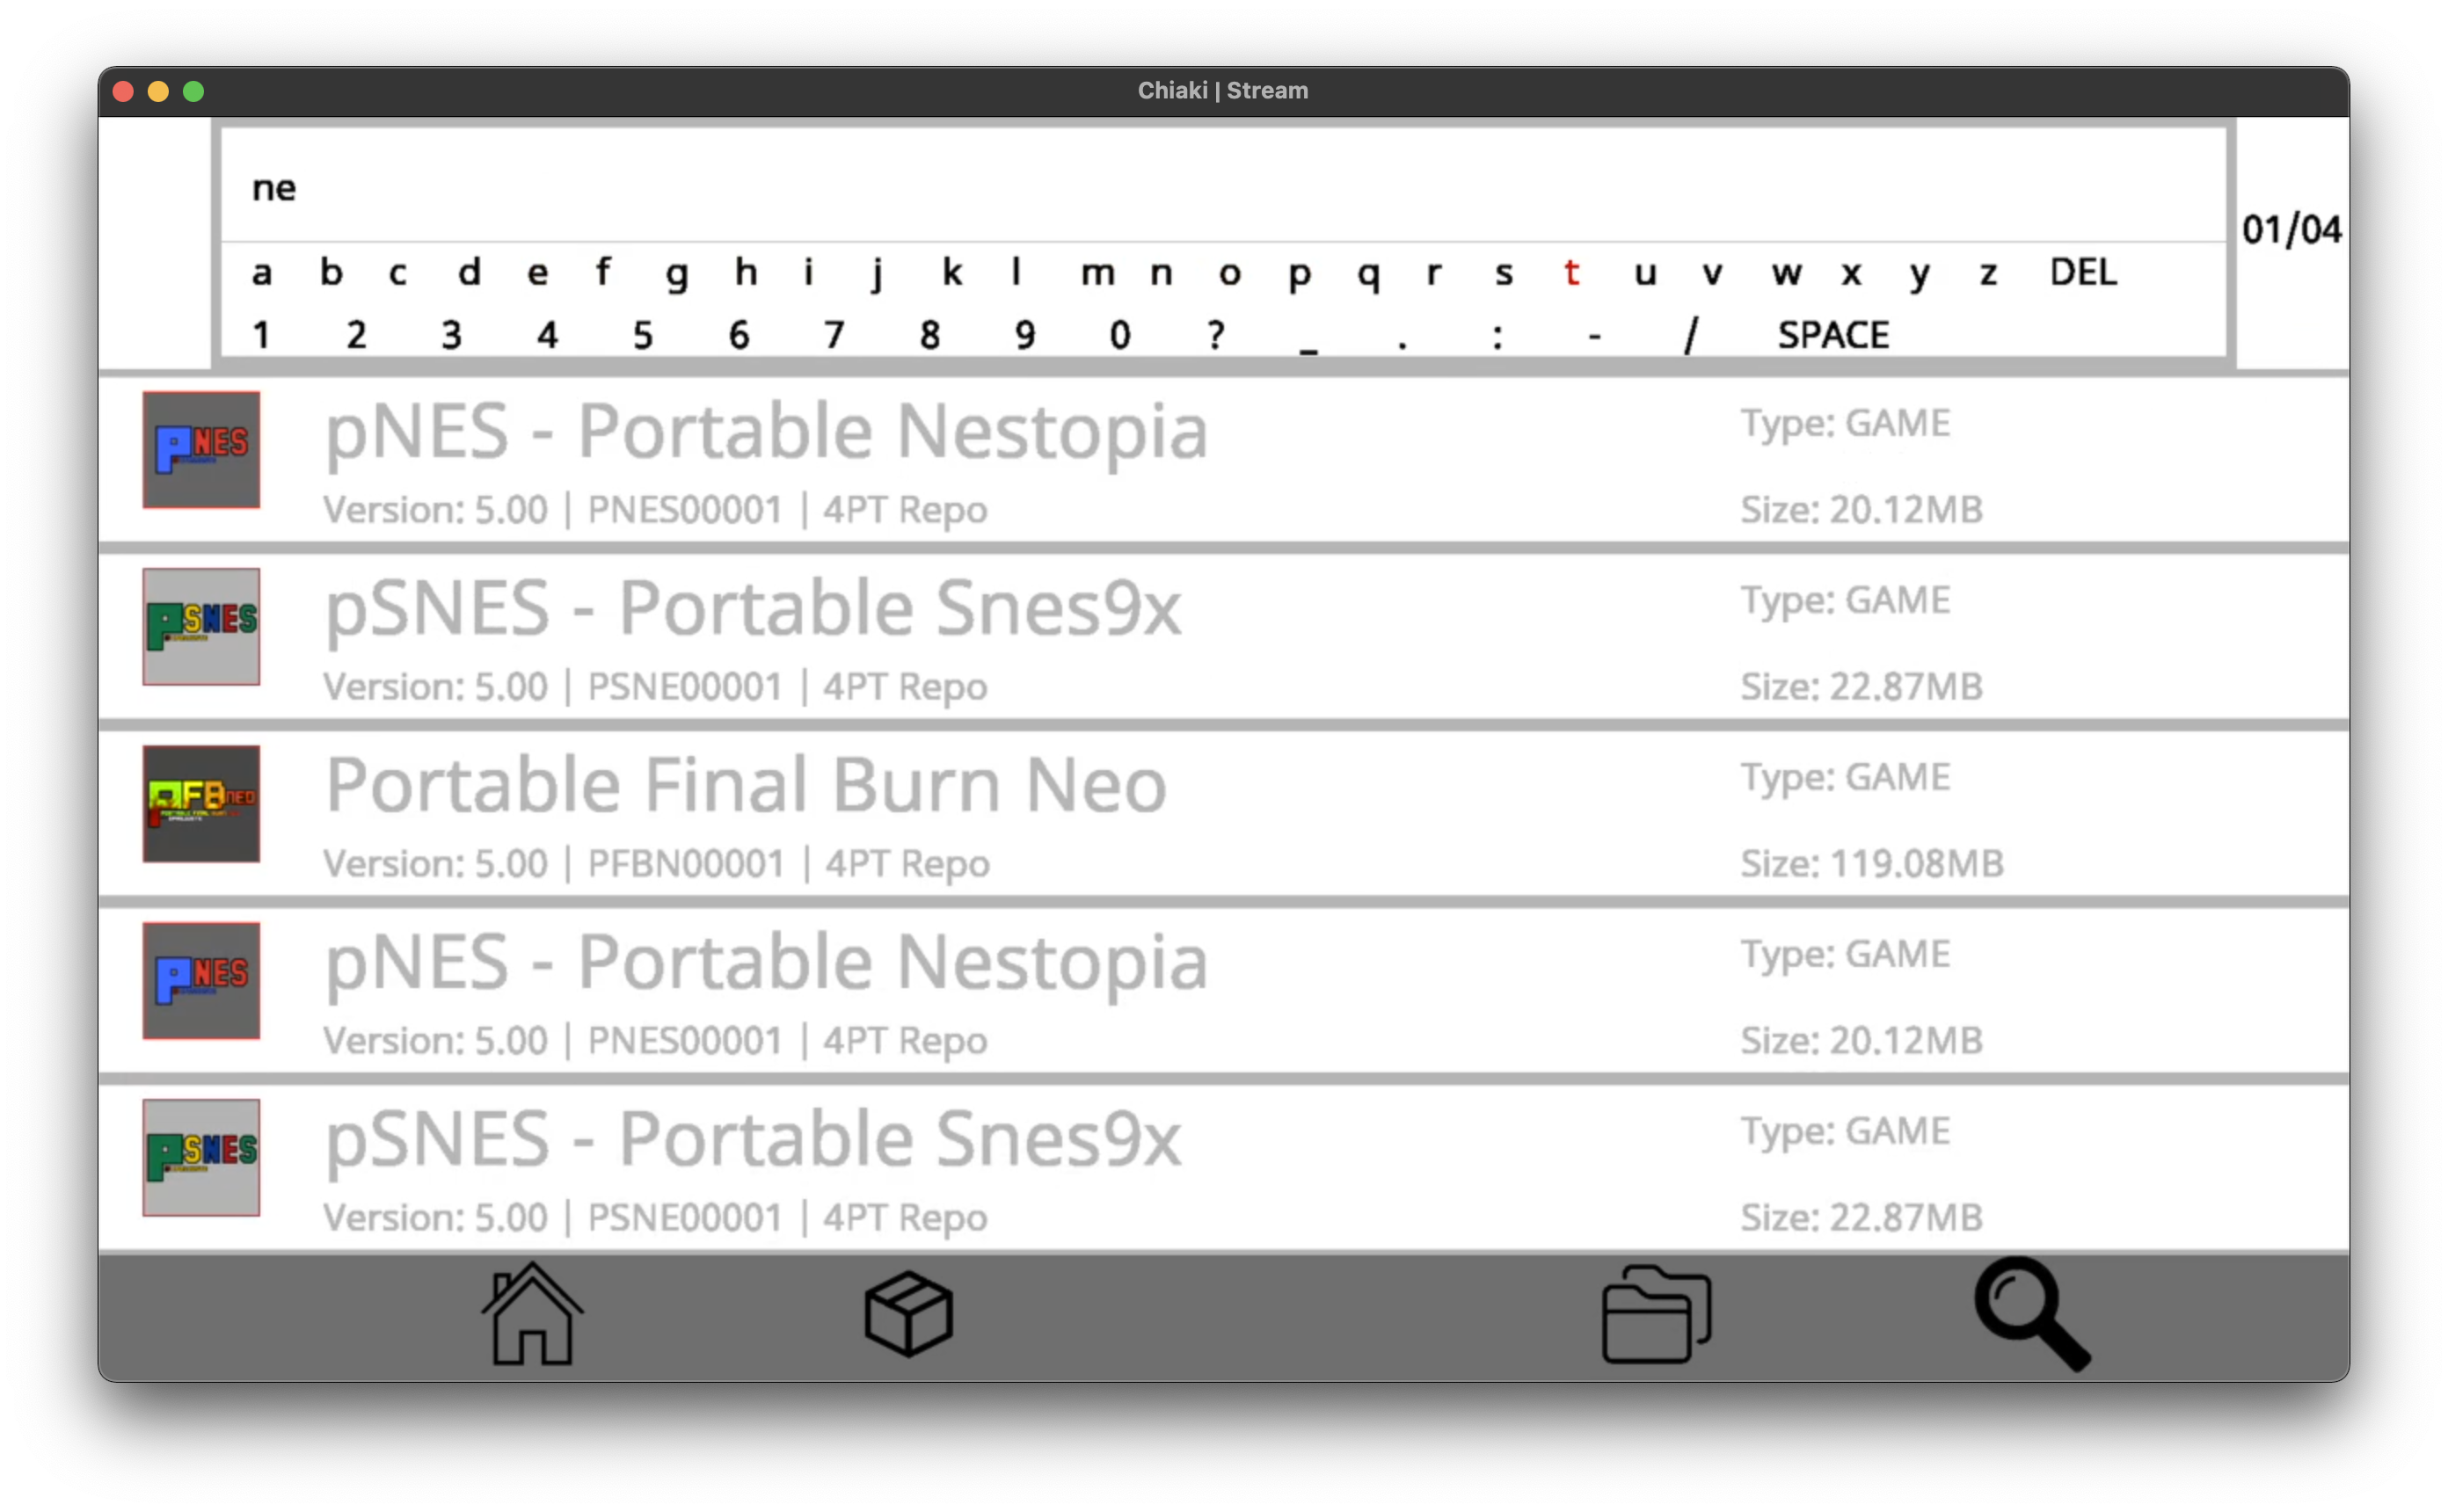 Chiaki | Stream
ne
01/04
a b c d e f g h i j k l m n o p q r s t u v w x y z DEL
1 2 3 4 5 6 7 8 9 0 ? _ . : - / SPACE
PNES
pNES - Portable Nestopia
Type: GAME
Version: 5.00 | PNES00001 | 4PT Repo
Size: 20.12MB
PSNES
pSNES - Portable Snes9x
Type: GAME
Version: 5.00 | PSNE00001 | 4PT Repo
Size: 22.87MB
PFBNEO
Portable Final Burn Neo
Type: GAME
Version: 5.00 | PFBN00001 | 4PT Repo
Size: 119.08MB
PNES
pNES - Portable Nestopia
Type: GAME
Version: 5.00 | PNES00001 | 4PT Repo
Size: 20.12MB
PSNES
pSNES - Portable Snes9x
Type: GAME
Version: 5.00 | PSNE00001 | 4PT Repo
Size: 22.87MB